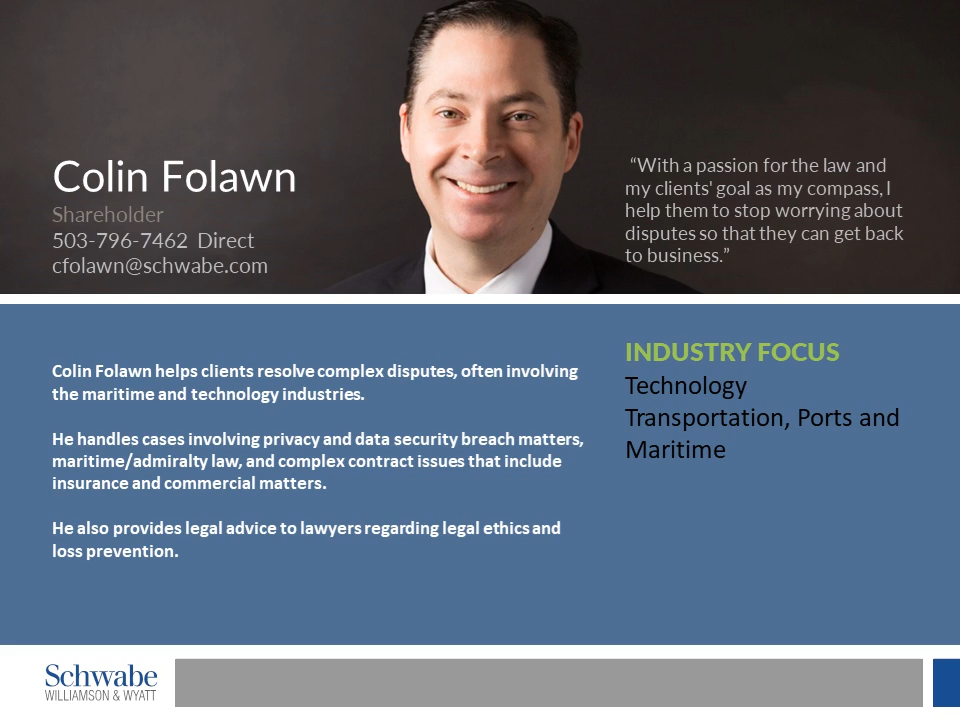 Colin Folawn
Shareholder
503-796-7462 Direct
cfolawn@schwabe.com
“With a passion for the law and
my clients' goal as my compass, I
help them to stop worrying about
disputes so that they can get back
to business.”
Colin Folawn helps clients resolve complex disputes, often involving
the maritime and technology industries.
He handles cases involving privacy and data security breach matters,
maritime/admiralty law, and complex contract issues that include
insurance and commercial matters.
He also provides legal advice to lawyers regarding legal ethics and
loss prevention.
INDUSTRY FOCUS
Technology
Transportation, Ports and
Maritime
Schwabe
WILLIAMSON & WYATT